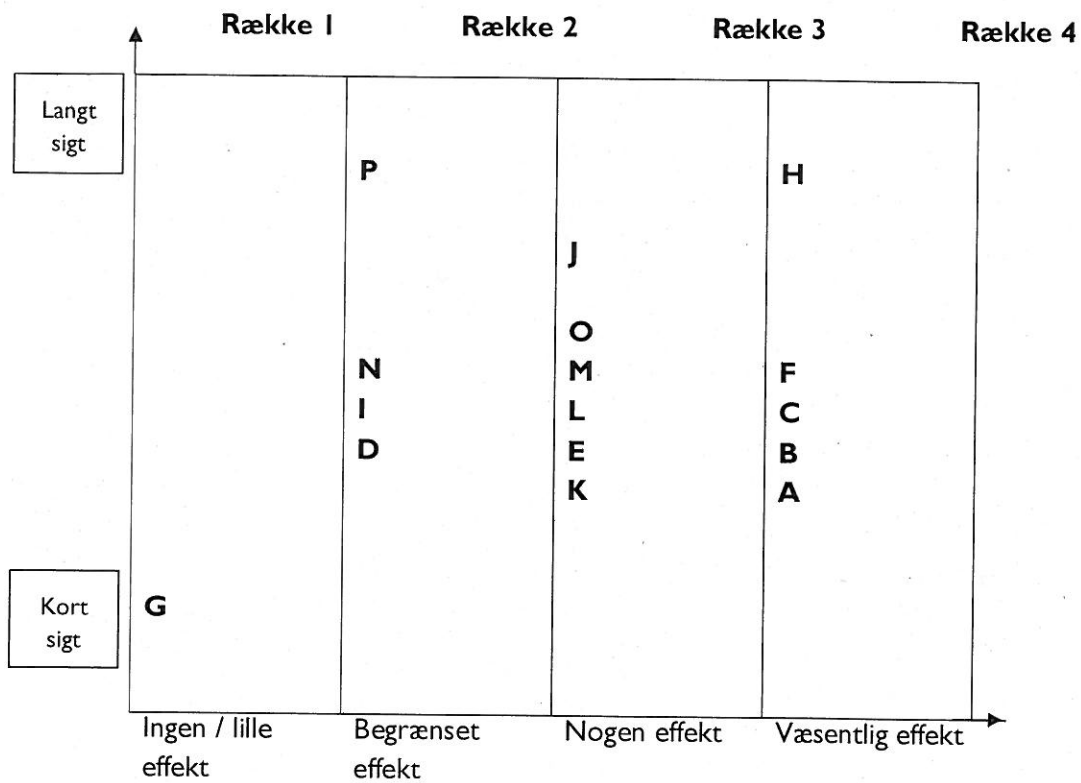 Række 1
Række 2
Række 3
Række 4
Langt
sigt
P
H
J
O
N
M
F
I
L
C
D
E
B
K
A
Kort
sigt
G
Ingen / lille
effekt
Begrænset
effekt
Nogen effekt
Væsentlig effekt